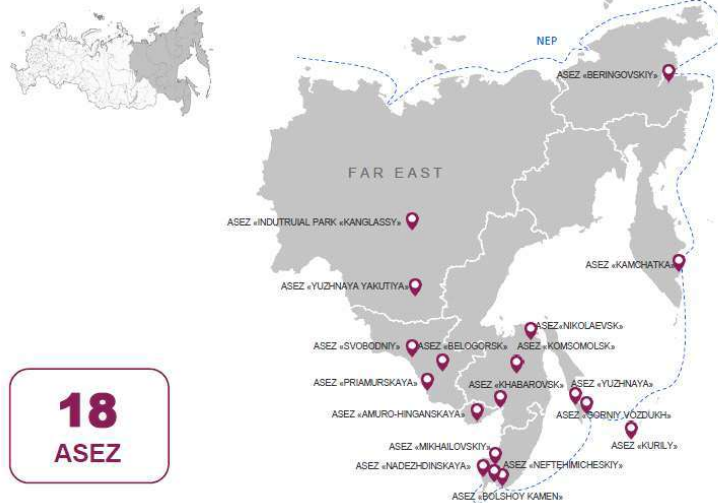 NEP
ASEZ «BERINGOVSKIY»
FAR EAST
ASEZ «INDUTRUIAL PARK «KANGLASSY»
ASEZ «KAMCHATKA»
ASEZ «YUZHNAYA YAKUTIYA»
ASEZ«NIKOLAEVSK»
ASEZ «SVOBODNIY»
ASEZ «BELOGORSK»
ASEZ «KOMSOMOLSK»
ASEZ «PRIAMURSKAYA»
ASEZ «KHABAROVSK»
ASEZ «YUZHNAYA»
ASEZ «AMURO-HINGANSKAYA»
ASEZ «GORNIY VOZDUKH»
ASEZ «KURILY»
18
ASEZ
ASEZ «MIKHAILOVSKIY»
ASEZ «NADEZHDINSKAYA»
ASEZ «NEFTEHIMICHESKIY»
ASEZ «BOLSHOY KAMEN»